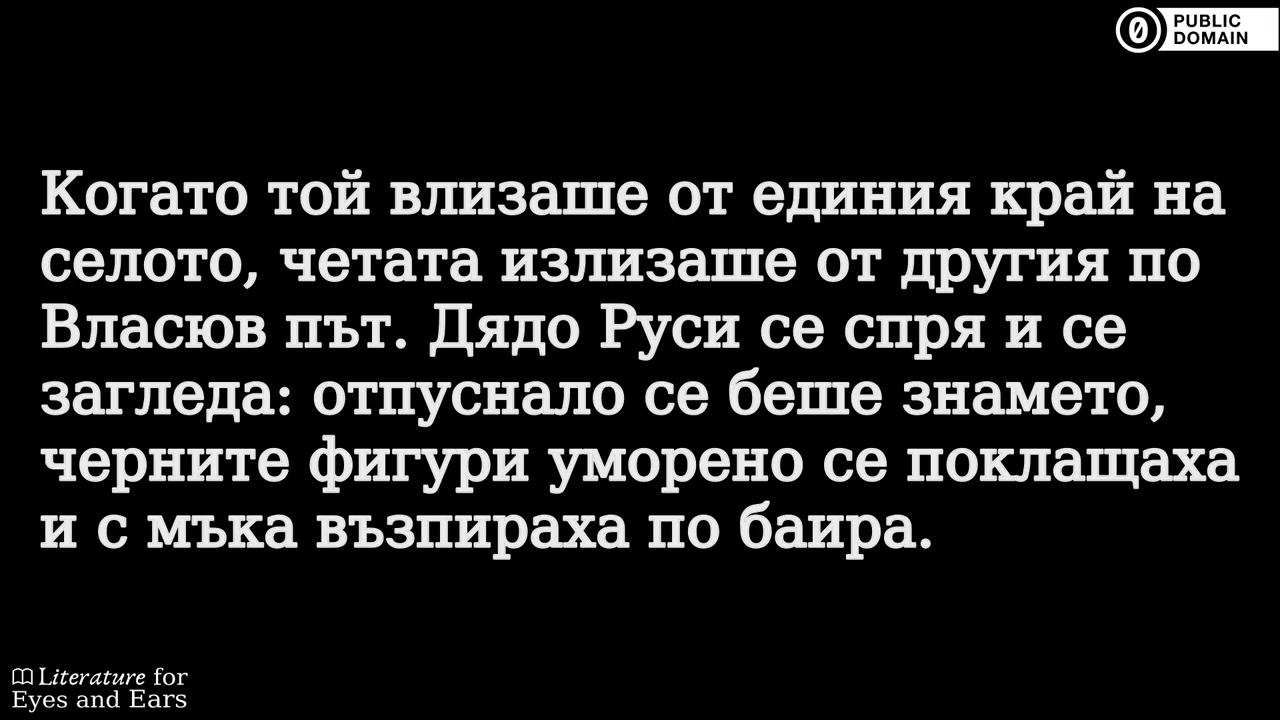 PUBLIC
DOMAIN
Когато той влизаше от единия край на
селото, четата излизаше от другия по
Власюв път. Дядо Руси се спря и се
загледа: отпуснало се беше знамето,
черните фигури уморено се поклащаха
и с мъка възпираха по баира.
Literature for
Eyes and Ears